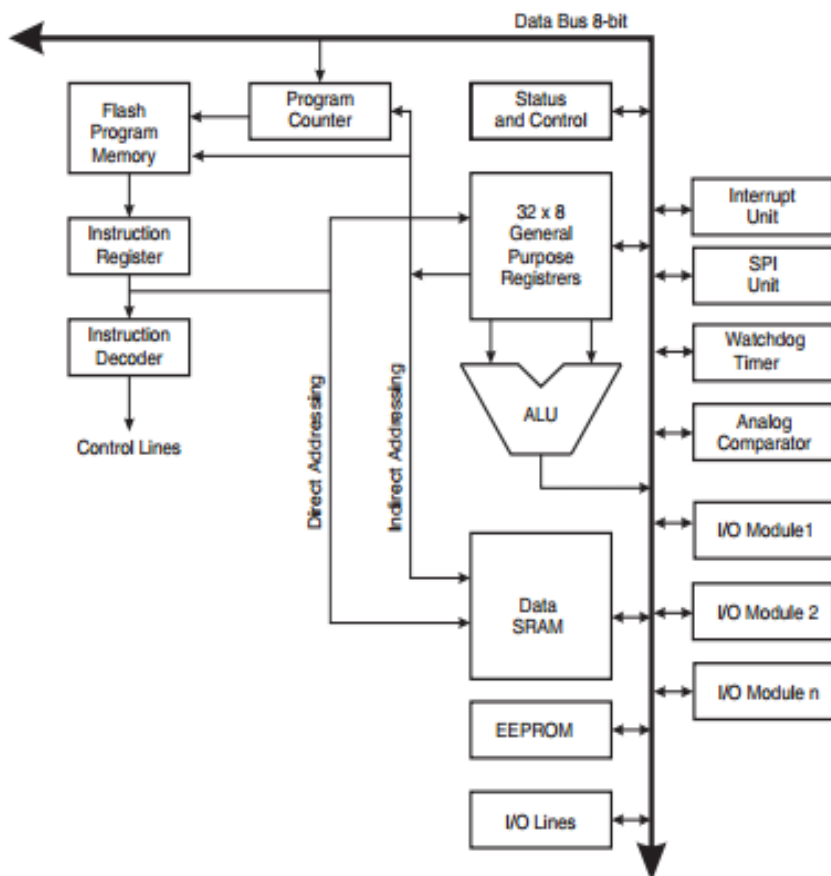 Data Bus 8-bit
Flash
Program
Memory
Program
Counter
Status
and Control
Instruction
Register
32 x 8
General
Purpose
Registrers
Interrupt
Unit
SPI
Unit
Instruction
Decoder
Watchdog
Timer
Control Lines
Direct Addressing
Indirect Addressing
ALU
Analog
Comparator
I/O Module1
Data
SRAM
I/O Module 2
I/O Module n
EEPROM
I/O Lines